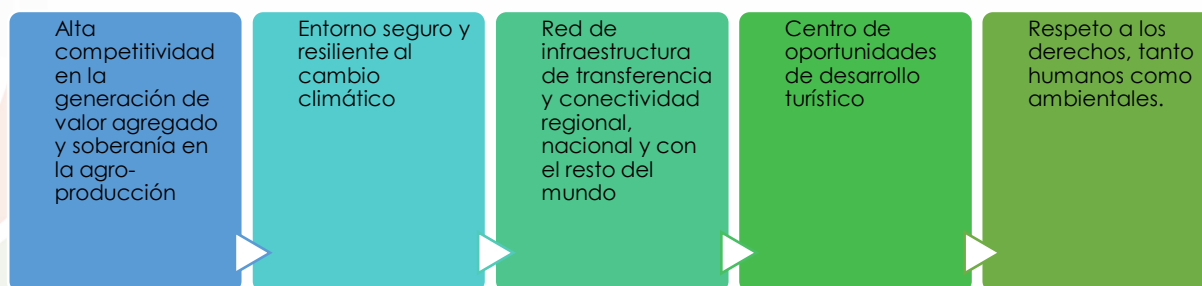 Alta
competitividad
en la
generación de
valor agregado
y soberanía en
la agro-
producción
Entorno seguro y
resiliente al
cambio
climático
Red de
infraestructura
de transferencia
y conectividad
regional,
nacional y con
el resto del
mundo
Centro de
oportunidades
de desarrollo
turístico
Respeto a los
derechos, tanto
humanos como
ambientales.